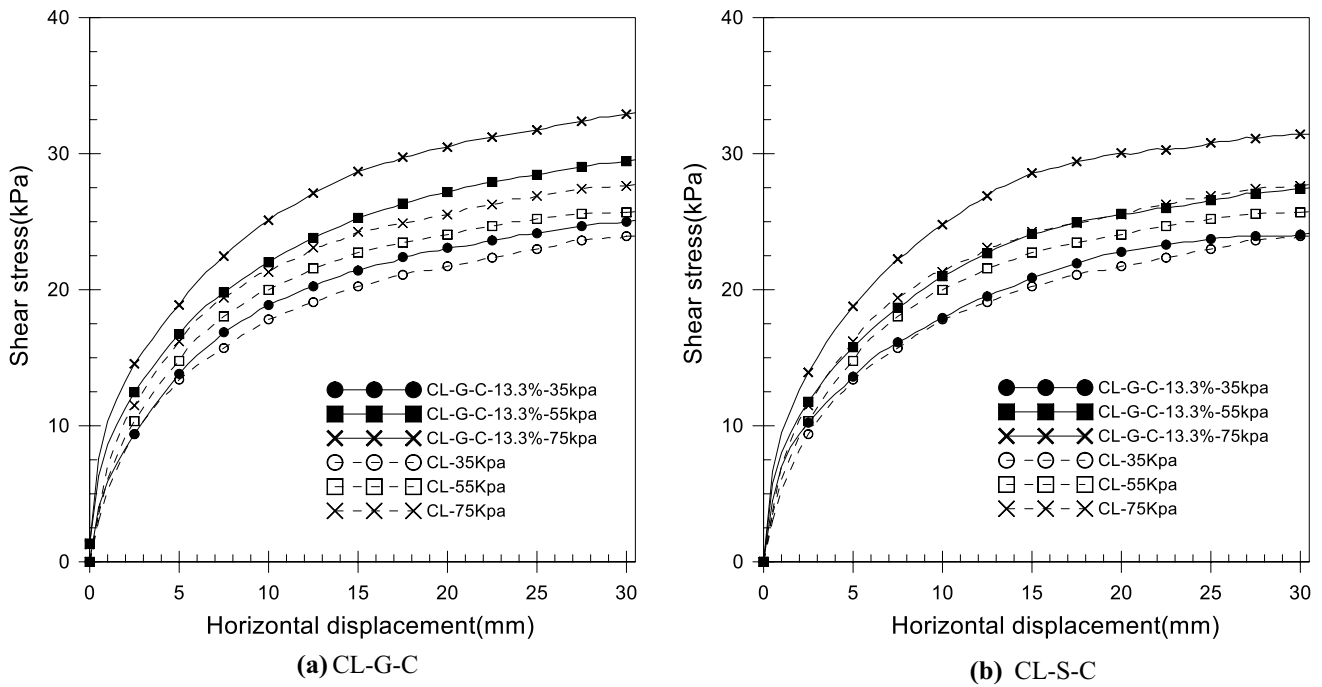 40
30
20
10
0
Shear stress(kPa)
CL-G-C-13.3%-35kpa
CL-G-C-13.3%-55kpa
CL-G-C-13.3%-75kpa
CL-35Kpa
CL-55Kpa
CL-75Kpa
0 5 10 15 20 25 30
Horizontal displacement(mm)
(a) CL-G-C
40
30
20
10
0
Shear stress(kPa)
CL-G-C-13.3%-35kpa
CL-G-C-13.3%-55kpa
CL-G-C-13.3%-75kpa
CL-35Kpa
CL-55Kpa
CL-75Kpa
0 5 10 15 20 25 30
Horizontal displacement(mm)
(b) CL-S-C